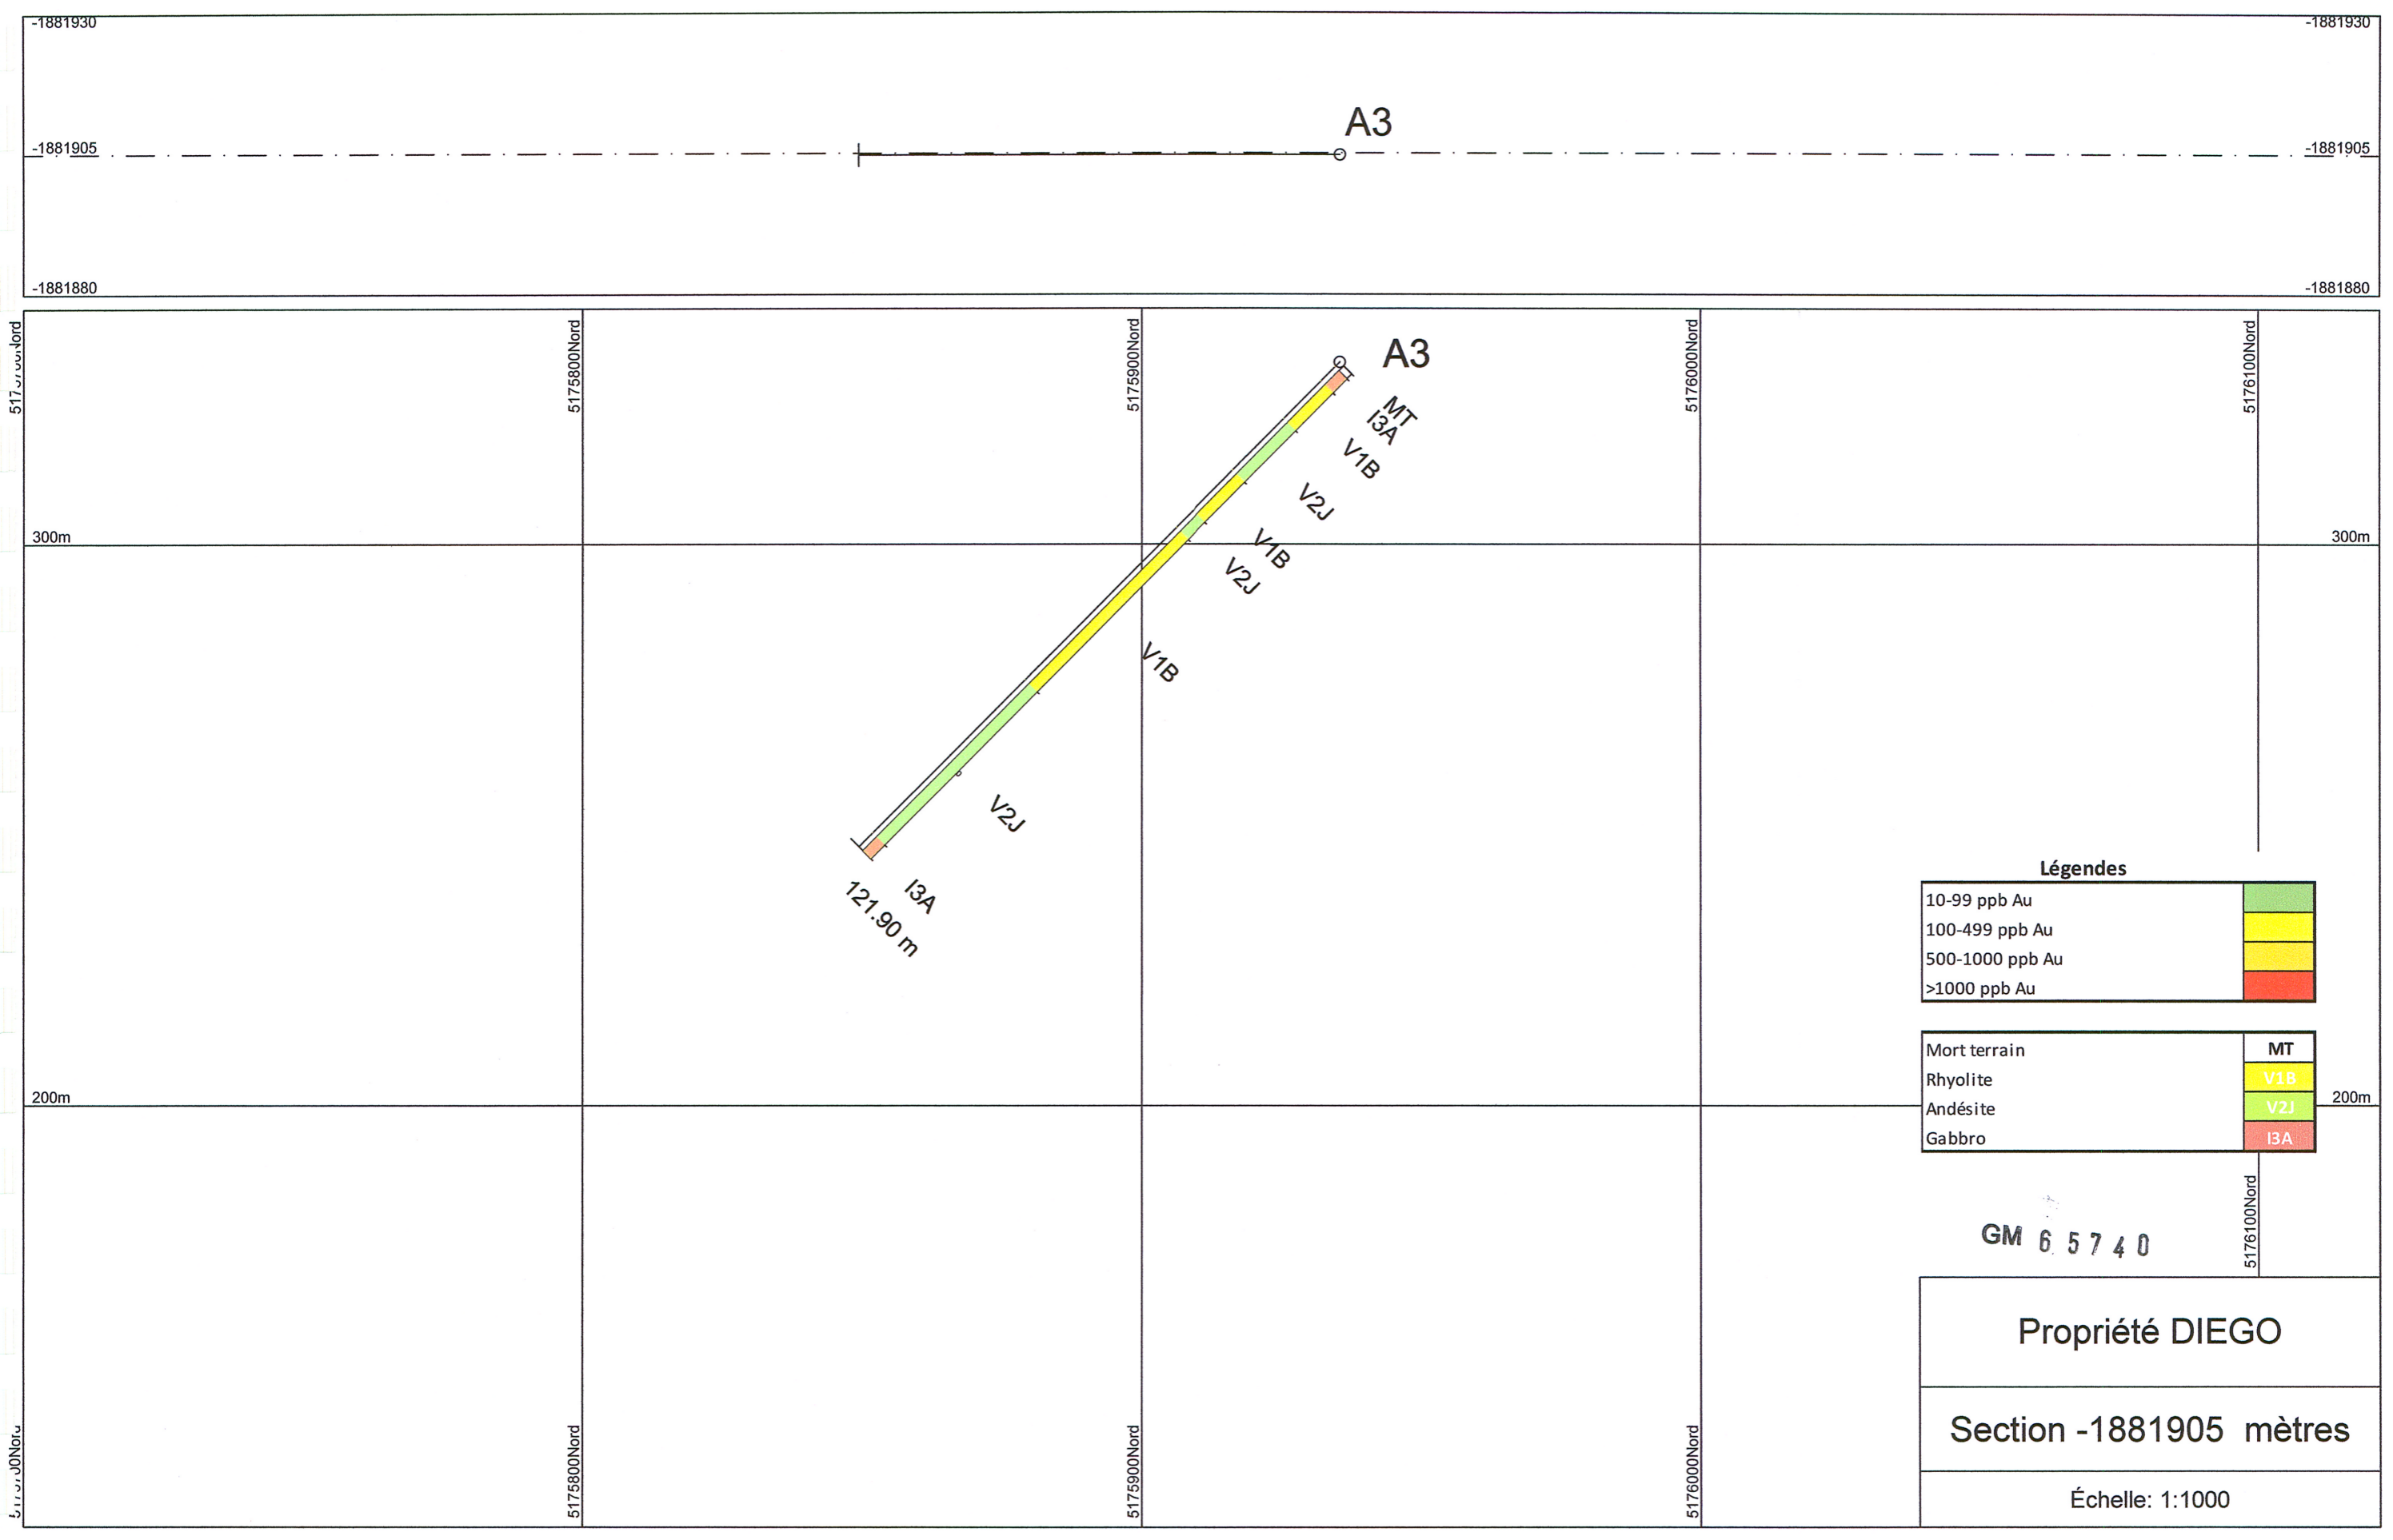 -1881930
-1881930
A3
-1881905
-1881905
-1881880
-1881880
5175800Nord
5175900Nord
5176000Nord
5176100Nord
A3
MT
I3A
V1B
V2J
V1B
V2J
V1B
V2J
I3A
121.90 m
300m
300m
200m
200m
Légendes
10-99 ppb Au
100-499 ppb Au
500-1000 ppb Au
>1000 ppb Au
Mort terrain MT
Rhyolite V1B
Andésite V2J
Gabbro I3A
GM 65740
5176100Nord
5175800Nord
5175900Nord
5176000Nord
Propriété DIEGO
Section -1881905 mètres
Échelle: 1:1000